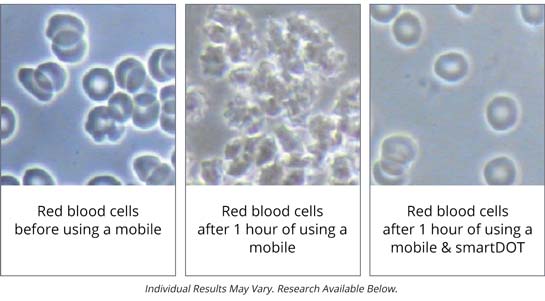 Red blood cells
before using a mobile
Red blood cells
after 1 hour of using a
mobile
Red blood cells
after 1 hour of using a
mobile & smartDOT
Individual Results May Vary. Research Available Below.